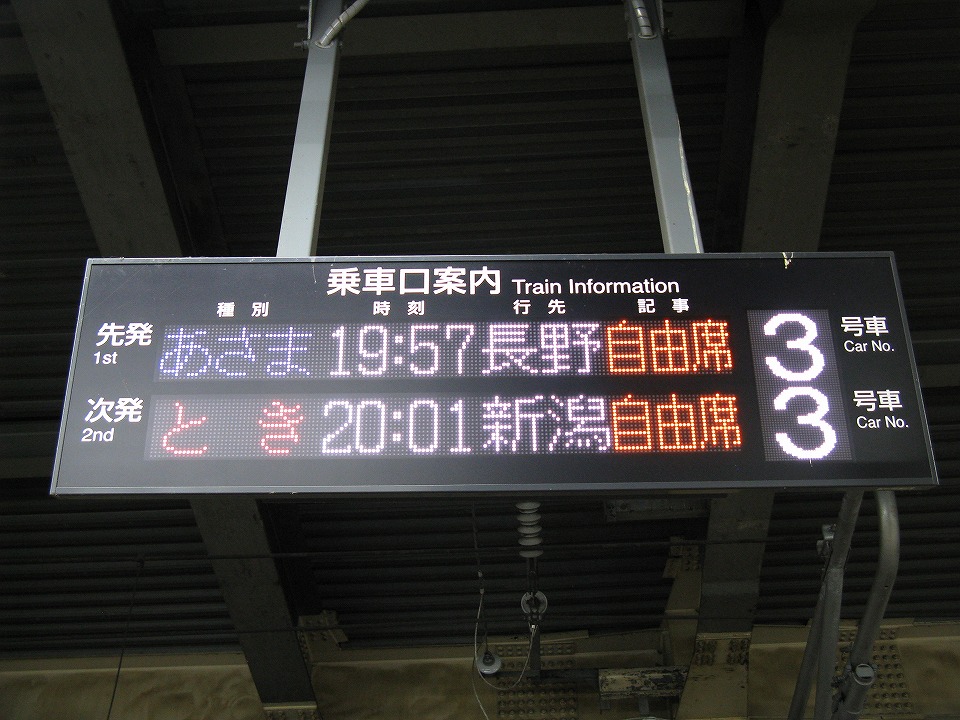 乗車口案内 Train Information
種別 時刻 行先 記事
先発 あさま 19:57 長野 自由席 3 号車
1st Car No.
次発 とき 20:01 新潟 自由席 3 号車
2nd Car No.